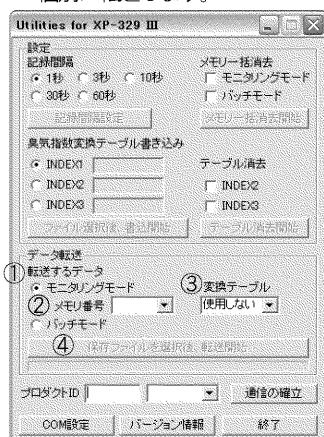 Utilities for XP-329 Ⅲ
設定
記録間隔
1秒 3秒 10秒
30秒 60秒
記録間隔設定
メモリ一括消去
モニタリングモード
バッチモード
メモリー括消去開始
臭気指数変換テーブル書き込み
INDEX1
INDEX2
INDEX3
ファイル選択後、書込開始
テーブル消去
INDEX2
INDEX3
テーブル消去開始
データ転送
①転送するデータ
モニタリングモード
②メモリ番号
バッチモード
③変換テーブル
使用しない
④保存ファイルを選択後、転送開始
プロダクトID
通信の確立
COM設定 バージョン情報 終了